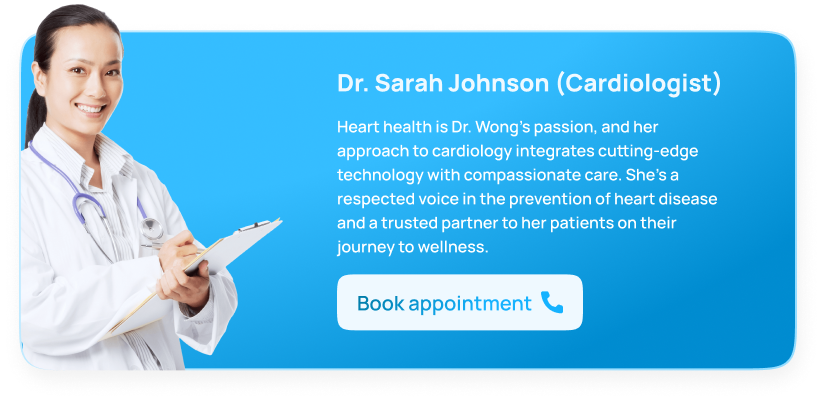 Dr. Sarah Johnson (Cardiologist)
Heart health is Dr. Wong's passion, and her
approach to cardiology integrates cutting-edge
technology with compassionate care. She's a
respected voice in the prevention of heart disease
and a trusted partner to her patients on their
journey to wellness.
Book appointment